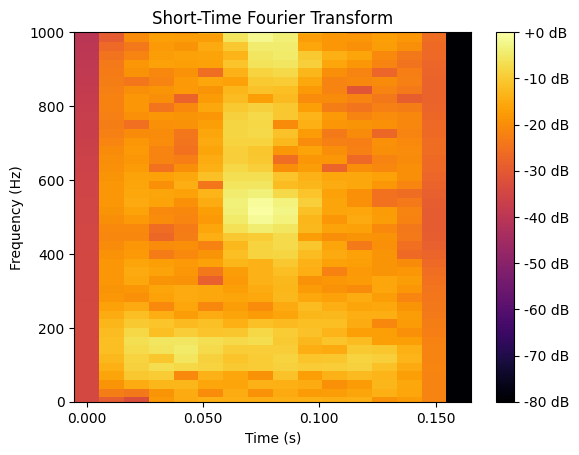 Short-Time Fourier Transform
1000
800
600
400
200
0
Frequency (Hz)
0.000
0.050
0.100
0.150
Time (s)
+0 dB
-10 dB
-20 dB
-30 dB
-40 dB
-50 dB
-60 dB
-70 dB
-80 dB